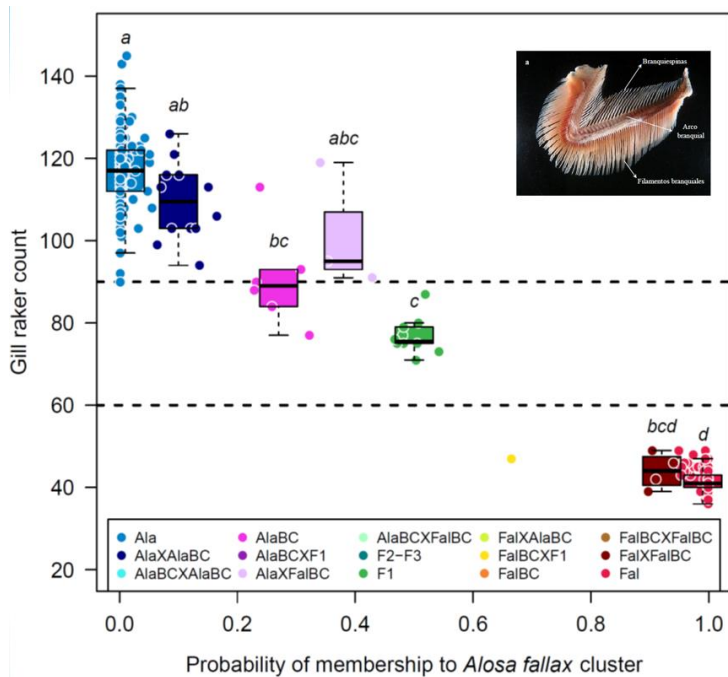 a
ab
abc
bc
c
bcd
d
a
Branquiespinas
Arco
branquial
Filamentos branquiales
Gill raker count
140
120
100
80
60
40
20
Ala
AlaXAlaBC
AlaBCXAlaBC
AlaBC
AlaBCXF1
AlaXFalBC
AlaBCXFalBC
F2−F3
F1
FalXAlaBC
FalBCXF1
FalBC
FalBCXFalBC
FalXFalBC
Fal
0.0 0.2 0.4 0.6 0.8 1.0
Probability of membership to Alosa fallax cluster